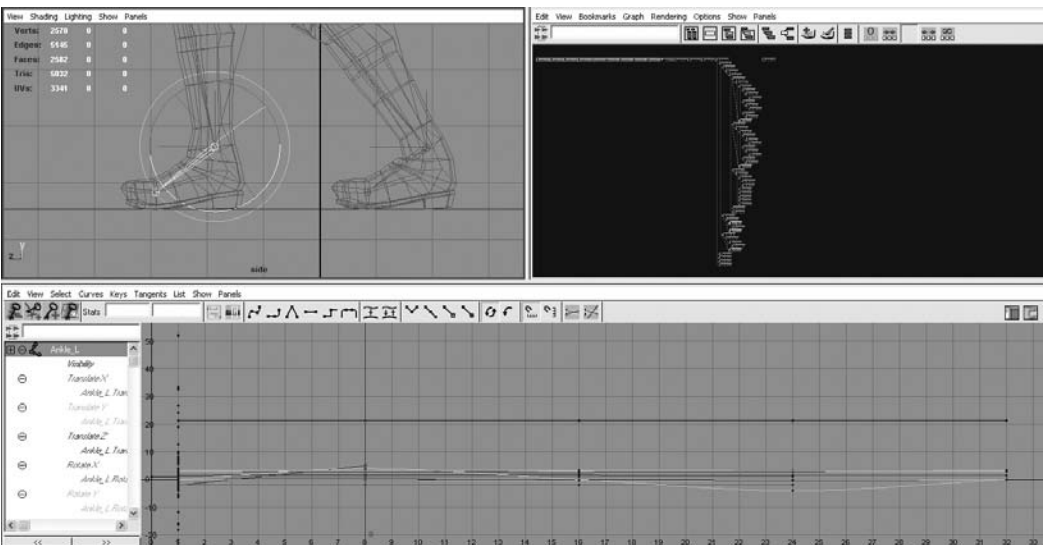 View Shading Lighting Show Panels
Verts: 2578 0 0
Edges: 5145 0 0
Faces: 2582 0 0
Tris: 5032 0 0
UVs: 3341 0 0
y
z
side
Edit View Bookmarks Graph Rendering Options Show Panels
Edit View Select Curves Keys Tangents List Show Panels
Stats
Ankle_L
Visibility
Translate X
Ankle_L Tran
Translate Y
Ankle_L Tran
Translate Z
Ankle_L Tran
Rotate X
Ankle_L Rota
Rotate Y
Ankle_L Rota
<< >>
50
40
30
20
10
0
-10
-20
0 1 2 3 4 5 6 7 8 9 10 11 12 13 14 15 16 17 18 19 20 21 22 23 24 25 26 27 28 29 30 31 32 33